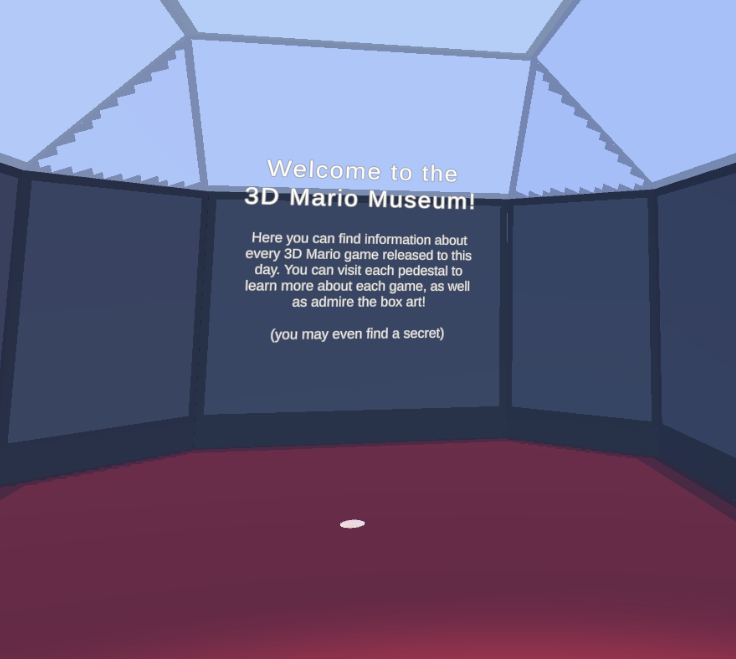 Welcome to the
3D Mario Museum!
Here you can find information about
every 3D Mario game released to this
day. You can visit each pedestal to
learn more about each game, as well
as admire the box art!
(you may even find a secret)